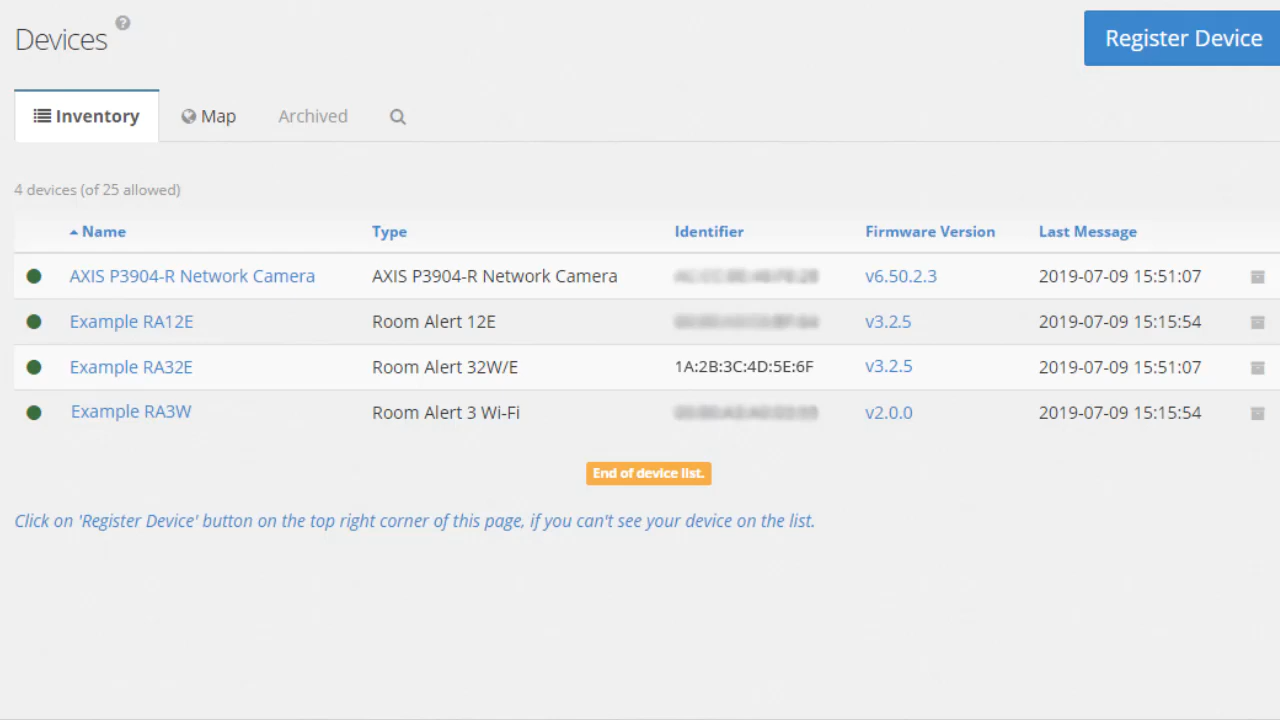 Devices ?
Register Device
Inventory Map Archived
4 devices (of 25 allowed)
Name Type Identifier Firmware Version Last Message
AXIS P3904-R Network Camera AXIS P3904-R Network Camera v6.50.2.3 2019-07-09 15:51:07
Example RA12E Room Alert 12E v3.2.5 2019-07-09 15:15:54
Example RA32E Room Alert 32W/E 1A:2B:3C:4D:5E:6F v3.2.5 2019-07-09 15:51:07
Example RA3W Room Alert 3 Wi-Fi v2.0.0 2019-07-09 15:15:54
End of device list.
Click on 'Register Device' button on the top right corner of this page, if you can't see your device on the list.